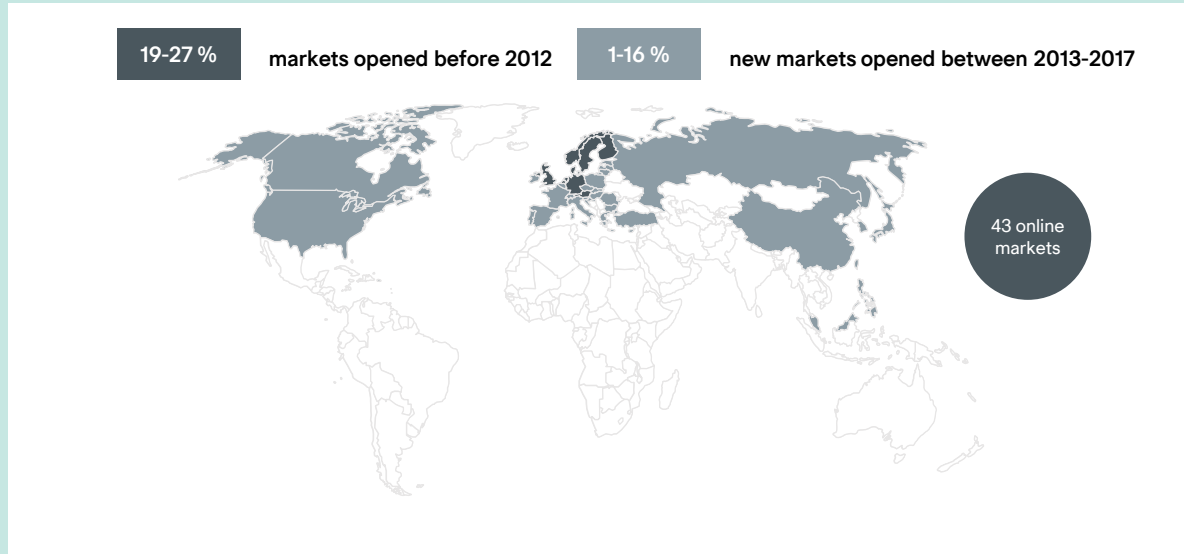 19-27 %
markets opened before 2012
1-16 %
new markets opened between 2013-2017
43 online
markets